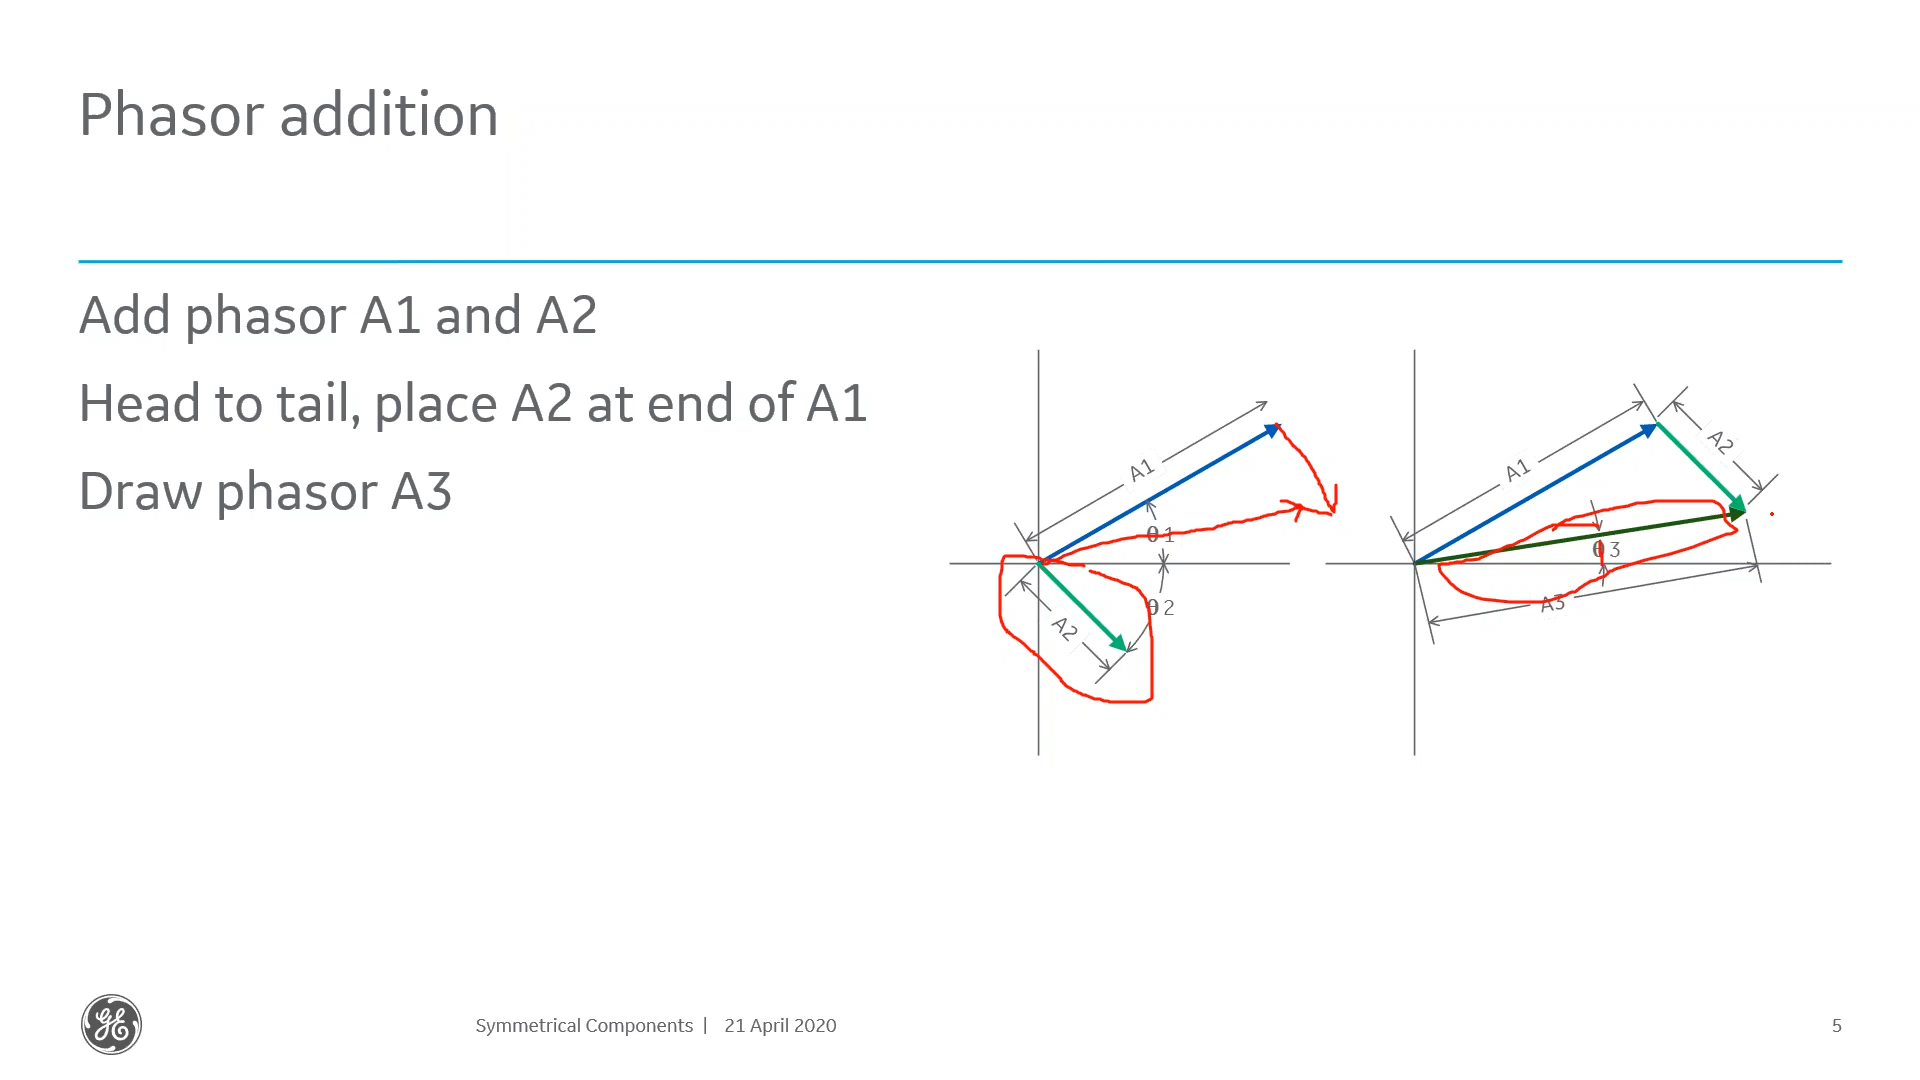 Phasor addition
Add phasor A1 and A2
Head to tail, place A2 at end of A1
Draw phasor A3
A1
θ1
θ2
A2
A1
A2
θ3
A3
GE
Symmetrical Components | 21 April 2020
5